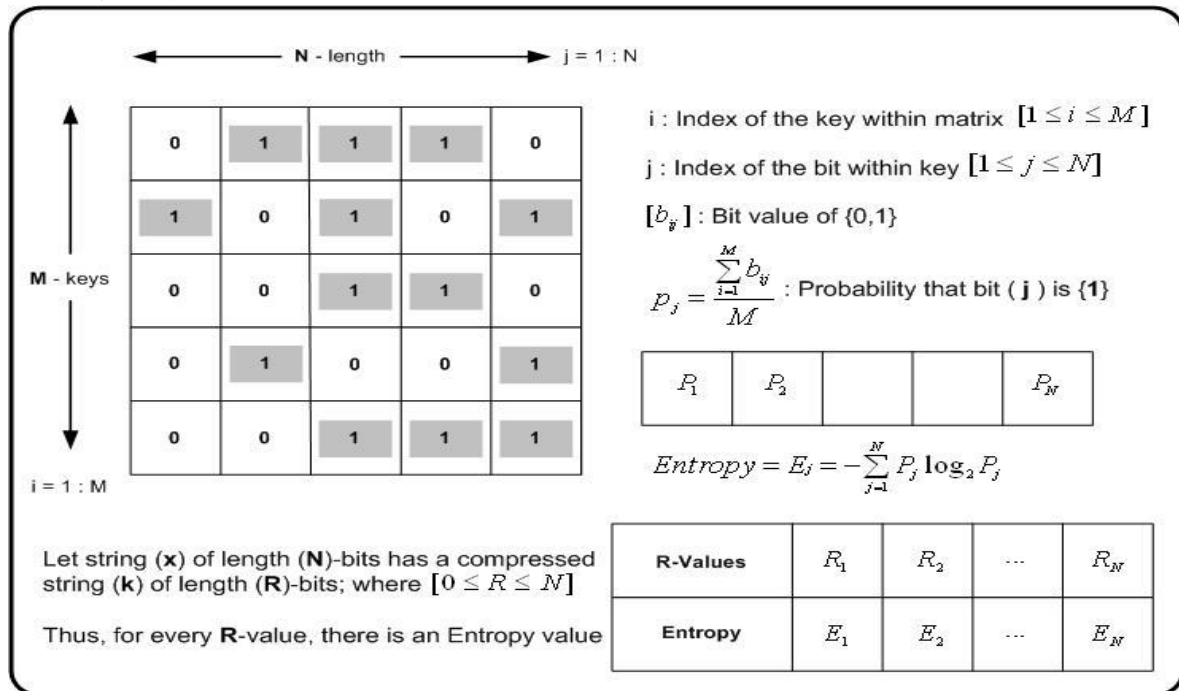 N - length j = 1 : N
M - keys
0 1 1 1 0
1 0 1 0 1
0 0 1 1 0
0 1 0 0 1
0 0 1 1 1
i = 1 : M
i : Index of the key within matrix [1 ≤ i ≤ M]
j : Index of the bit within key [1 ≤ j ≤ N]
[b_ij] : Bit value of {0,1}
p_j = (∑_{i=1}^{M} b_ij) / M : Probability that bit ( j ) is {1}
P_1 P_2 P_N
Entropy = E_j = -∑_{j=1}^{N} P_j log_2 P_j
Let string (x) of length (N)-bits has a compressed
string (k) of length (R)-bits; where [0 ≤ R ≤ N]
Thus, for every R-value, there is an Entropy value
R-Values R_1 R_2 ... R_N
Entropy E_1 E_2 ... E_N